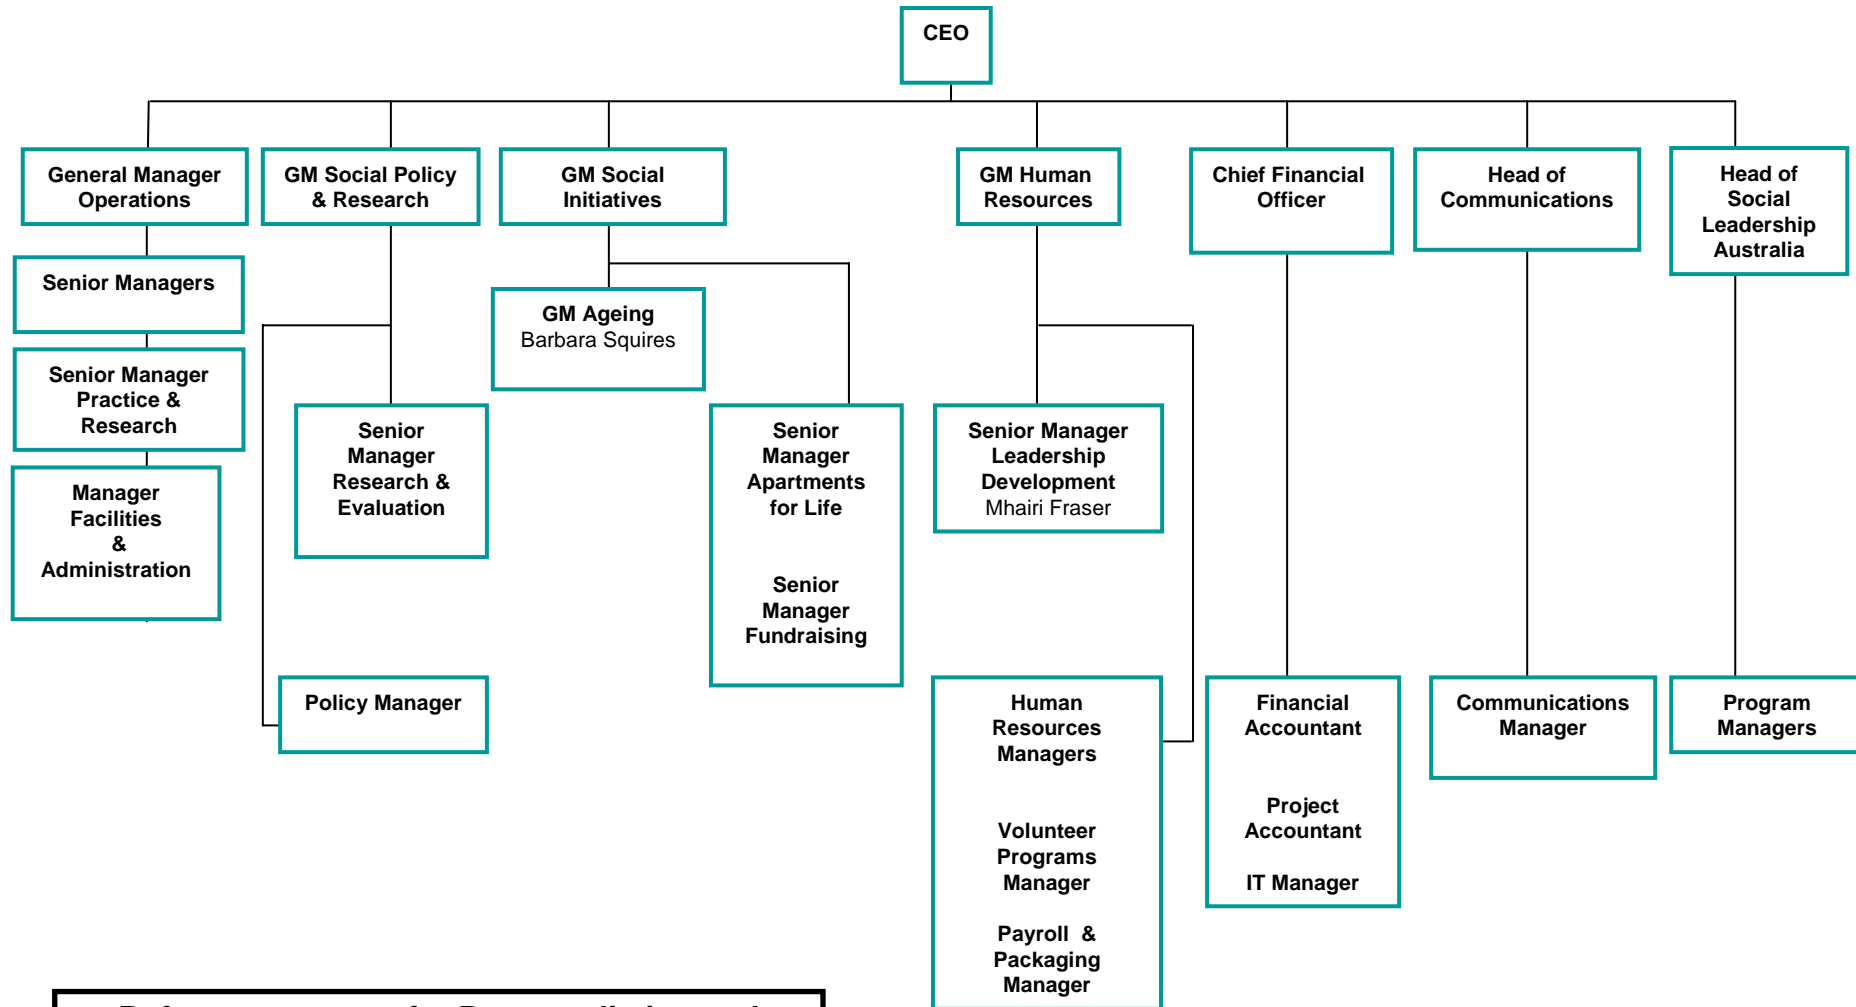 CEO
General Manager
Operations
GM Social Policy
& Research
GM Social
Initiatives
GM Human
Resources
Chief Financial
Officer
Head of
Communications
Head of
Social
Leadership
Australia
Senior Managers
GM Ageing
Barbara Squires
Senior Manager
Practice &
Research
Senior
Manager
Research &
Evaluation
Senior
Manager
Apartments
for Life
Senior
Manager
Fundraising
Senior Manager
Leadership
Development
Mhairi Fraser
Manager
Facilities
&
Administration
Policy Manager
Human
Resources
Managers
Volunteer
Programs
Manager
Payroll &
Packaging
Manager
Financial
Accountant
Project
Accountant
IT Manager
Communications
Manager
Program
Managers